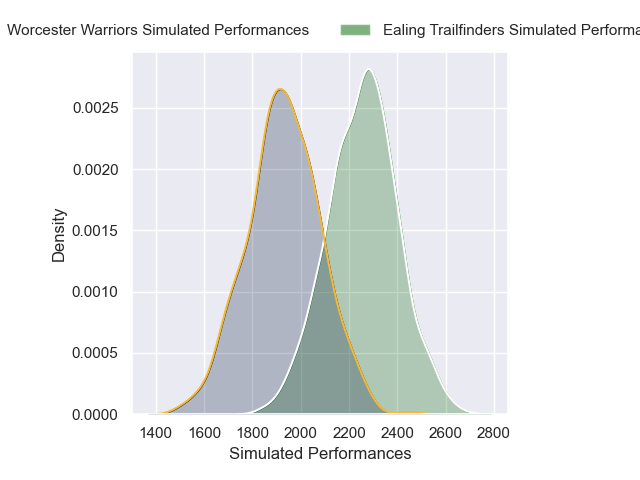 Worcester Warriors Simulated Performances Ealing Trailfinders Simulated
0.0025
0.0020
0.0015
0.0010
0.0005
0.0000
Density
1400 1600 1800 2000 2200 2400 2600 2800
Simulated Performances